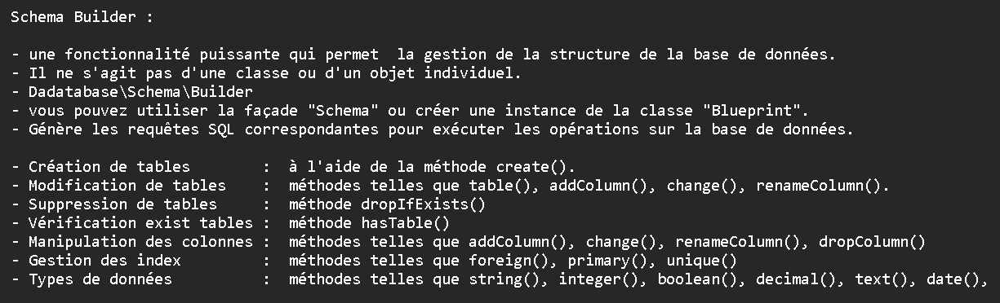 Schema Builder :
- une fonctionnalité puissante qui permet  la gestion de la structure de la base de données.
- Il ne s'agit pas d'une classe ou d'un objet individuel.
- Dadatabase\Schema\Builder
- vous pouvez utiliser la façade "Schema" ou créer une instance de la classe "Blueprint".
- Génère les requêtes SQL correspondantes pour exécuter les opérations sur la base de données.
- Création de tables        :  à l'aide de la méthode create().
- Modification de tables    :  méthodes telles que table(), addColumn(), change(), renameColumn().
- Suppression de tables     :  méthode dropIfExists()
- Vérification exist tables :  méthode hasTable()
- Manipulation des colonnes :  méthodes telles que addColumn(), change(), renameColumn(), dropColumn()
- Gestion des index         :  méthodes telles que foreign(), primary(), unique()
- Types de données          :  méthodes telles que string(), integer(), boolean(), decimal(), text(), date(),